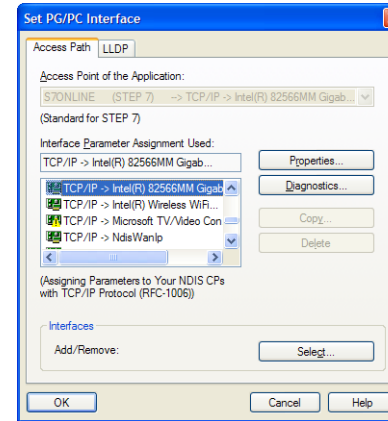 Set PG/PC Interface
Access Path LLDP
Access Point of the Application:
S7ONLINE (STEP 7) --> TCP/IP -> Intel(R) 82566MM Gigab...
(Standard for STEP 7)
Interface Parameter Assignment Used:
TCP/IP -> Intel(R) 82566MM Gigab...
Properties...
TCP/IP -> Intel(R) 82566MM Gigab
Diagnostics...
TCP/IP -> Intel(R) Wireless WiFi...
TCP/IP -> Microsoft TV/Video Con
Copy...
TCP/IP -> NdisWanIp
Delete
(Assigning Parameters to Your NDIS CPs
with TCP/IP Protocol (RFC-1006))
Interfaces
Add/Remove:
Select...
OK Cancel Help